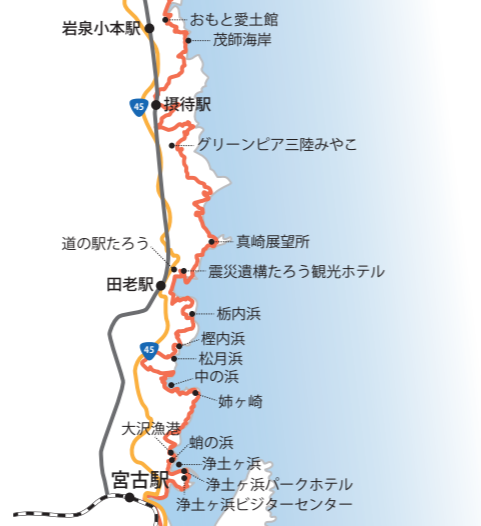 おもと愛土館
岩泉小本駅
茂師海岸
45
摂待駅
グリーンピア三陸みやこ
真崎展望所
道の駅たろう
震災遺構たろう観光ホテル
田老駅
栃内浜
樫内浜
45
松月浜
中の浜
姉ヶ崎
大沢漁港
蛸の浜
浄土ヶ浜
宮古駅
浄土ヶ浜パークホテル
浄土ヶ浜ビジターセンター